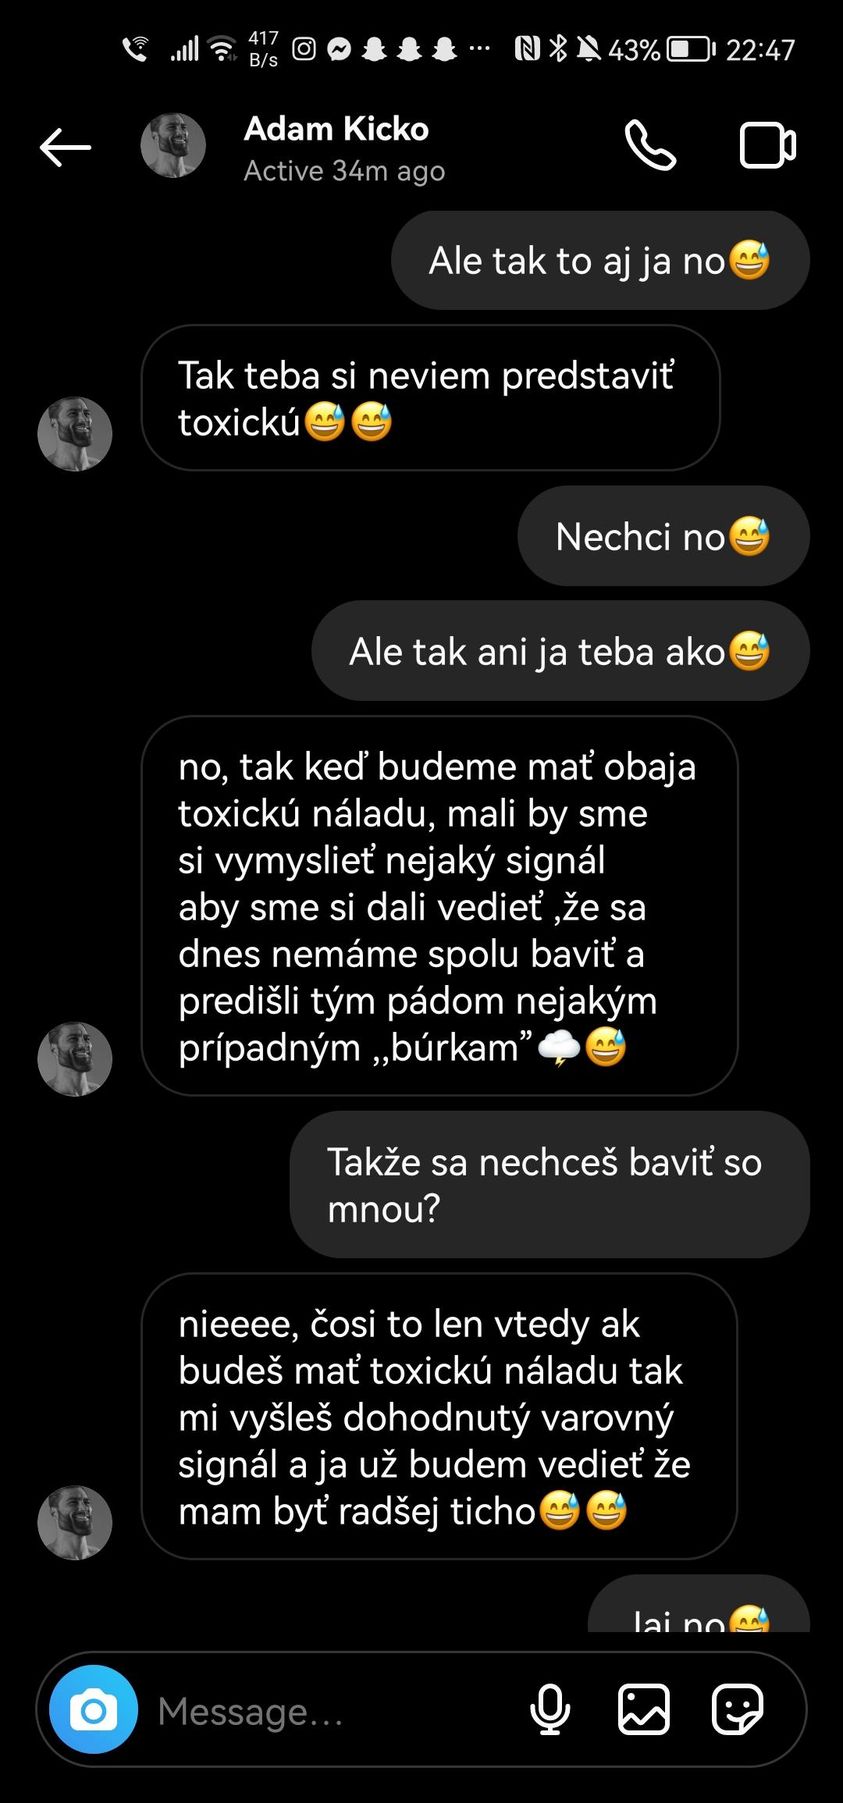 417
B/s
43%
22:47
Adam Kicko
Active 34m ago
Ale tak to aj ja no😅
Tak teba si neviem predstaviť
toxickú😅😅
Nechci no😅
Ale tak ani ja teba ako😅
no, tak keď budeme mať obaja
toxickú náladu, mali by sme
si vymyslieť nejaký signál
aby sme si dali vedieť ,že sa
dnes nemáme spolu baviť a
predišli tým pádom nejakým
prípadným ,,búrkam”🌩️😅
Takže sa nechceš baviť so
mnou?
nieeee, čosi to len vtedy ak
budeš mať toxickú náladu tak
mi vyšleš dohodnutý varovný
signál a ja už budem vedieť že
mam byť radšej ticho😅😅
no😅
Message...